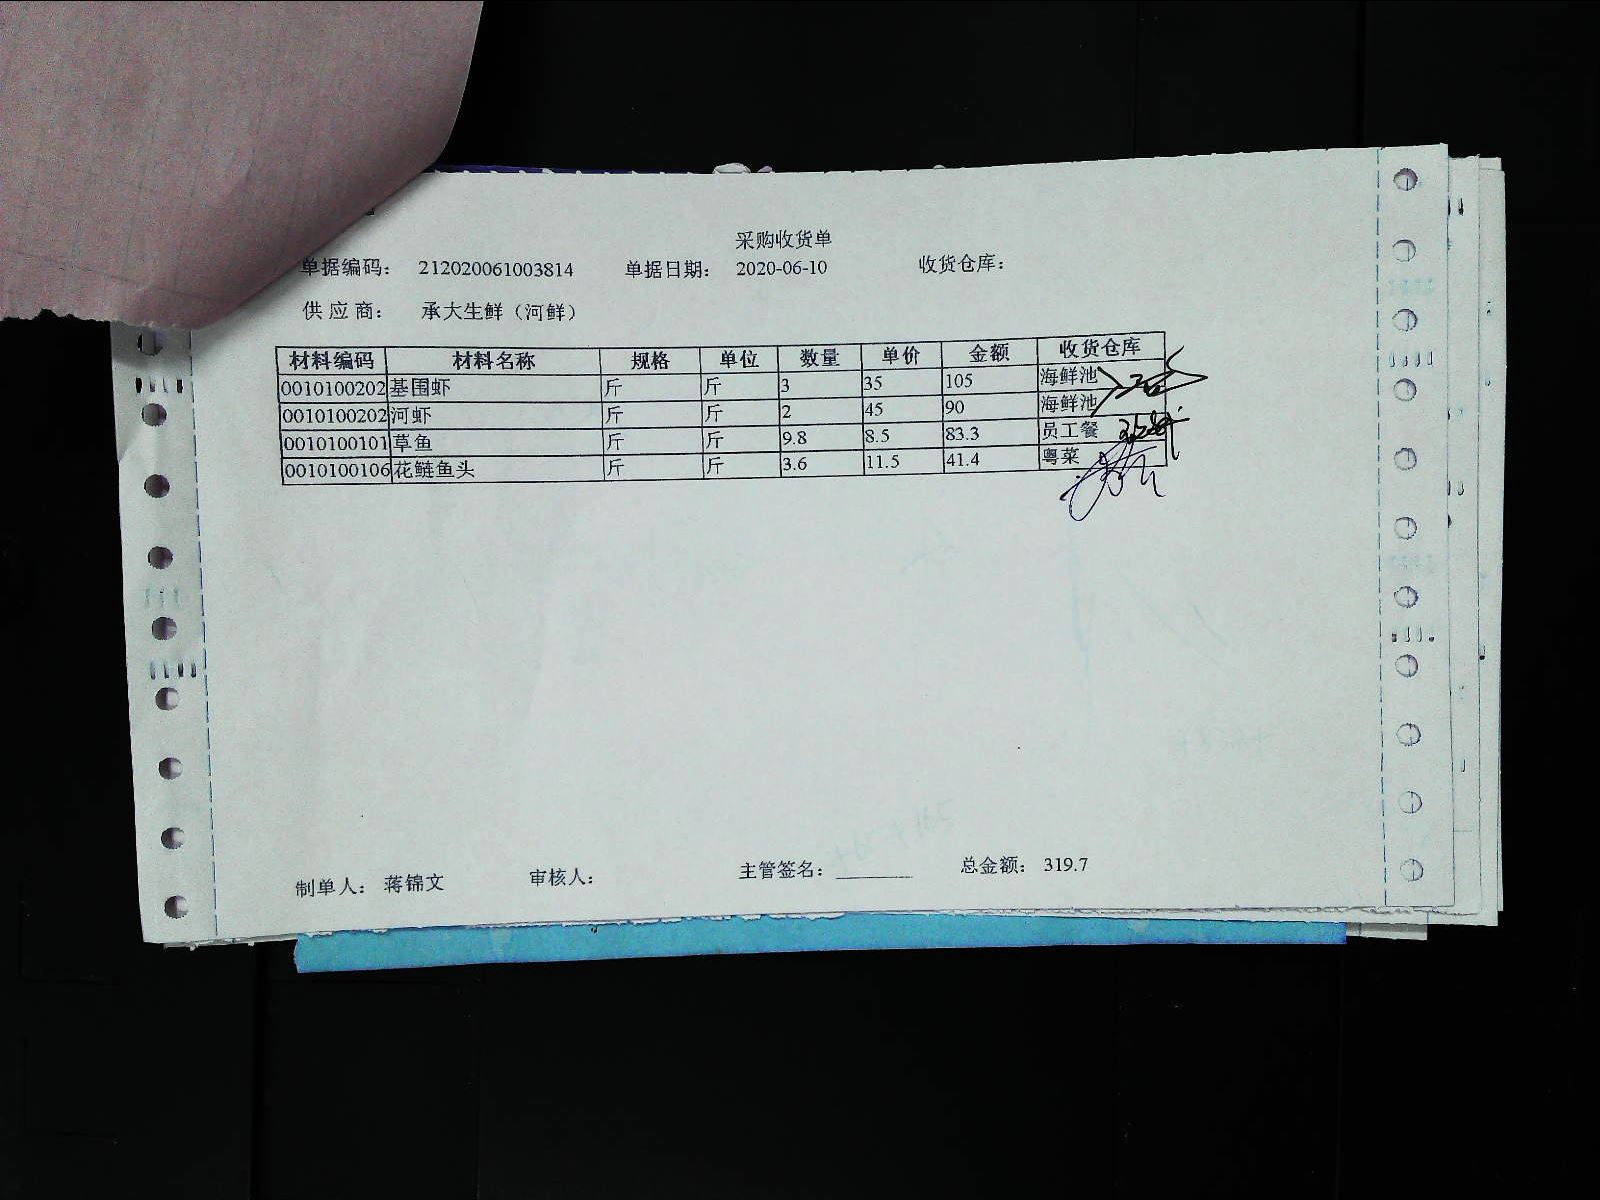 采购收货单
单据编码： 212020061003814 单据日期： 2020-06-10 收货仓库：
供应商： 承大生鲜（河鲜）
材料编码 材料名称 规格 单位 数量 单价 金额 收货仓库
0010100202 基围虾 斤 斤 3 35 105 海鲜池
0010100202 河虾 斤 斤 2 45 90 海鲜池
0010100101 草鱼 斤 斤 9.8 8.5 83.3 员工餐
0010100106 花鲢鱼头 斤 斤 3.6 11.5 41.4 粤菜
制单人： 蒋锦文 审核人： 主管签名： 总金额： 319.7